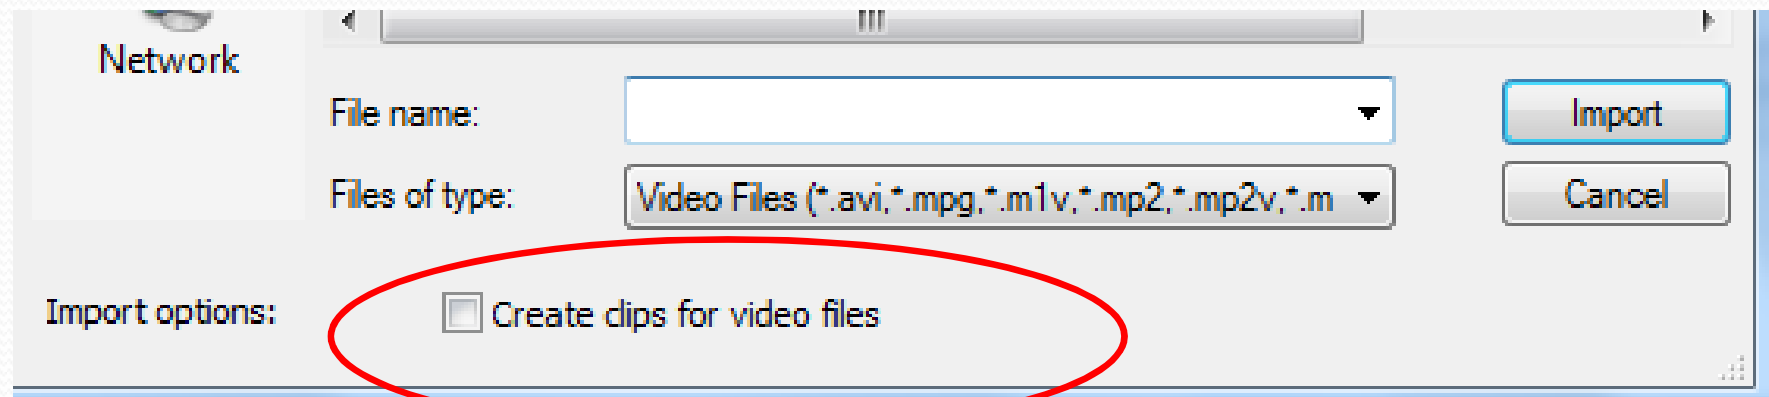 Network
File name:
Import
Files of type:
Video Files (*.avi,*.mpg,*.m1v,*.mp2,*.mp2v,*.m
Cancel
Import options:
Create clips for video files